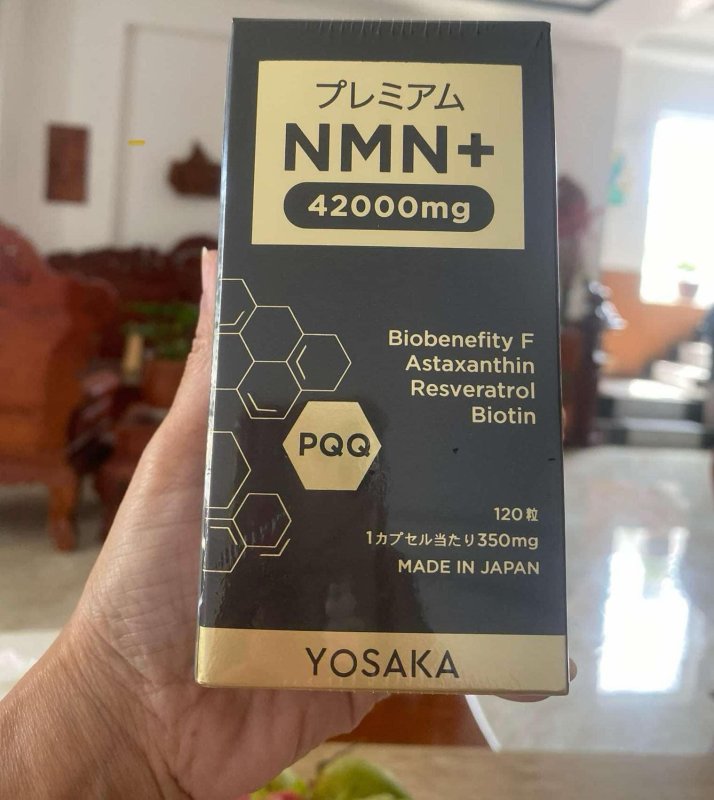 プレミアム
NMN+
42000mg
Biobenefity F
Astaxanthin
Resveratrol
Biotin
PQQ
120粒
1カプセル当たり350mg
MADE IN JAPAN
YOSAKA